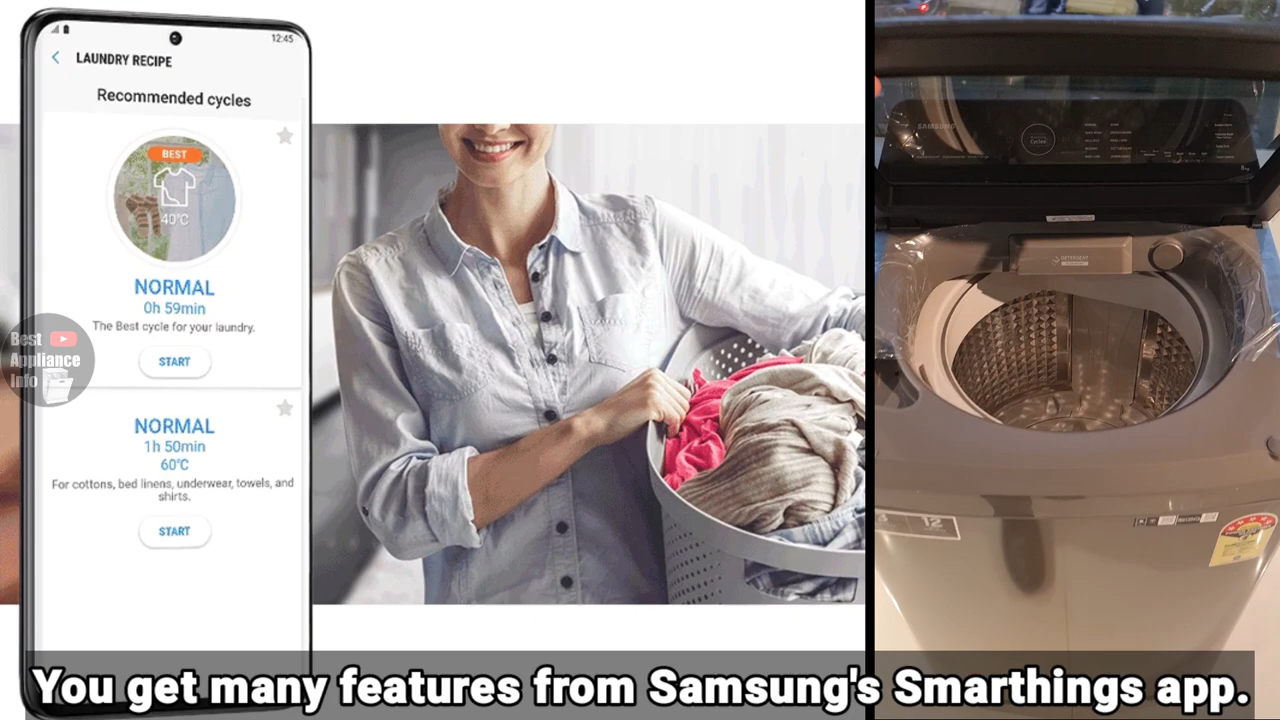 12:45
LAUNDRY RECIPE
Recommended cycles
BEST
40℃
NORMAL
0h 59min
The Best cycle for your laundry.
START
NORMAL
1h 50min
60℃
For cottons, bed linens, underwear, towels, and
shirts.
START
Best
Appliance
Info
SAMSUNG
DETERGENT
12
You get many features from Samsung's Smarthings app.